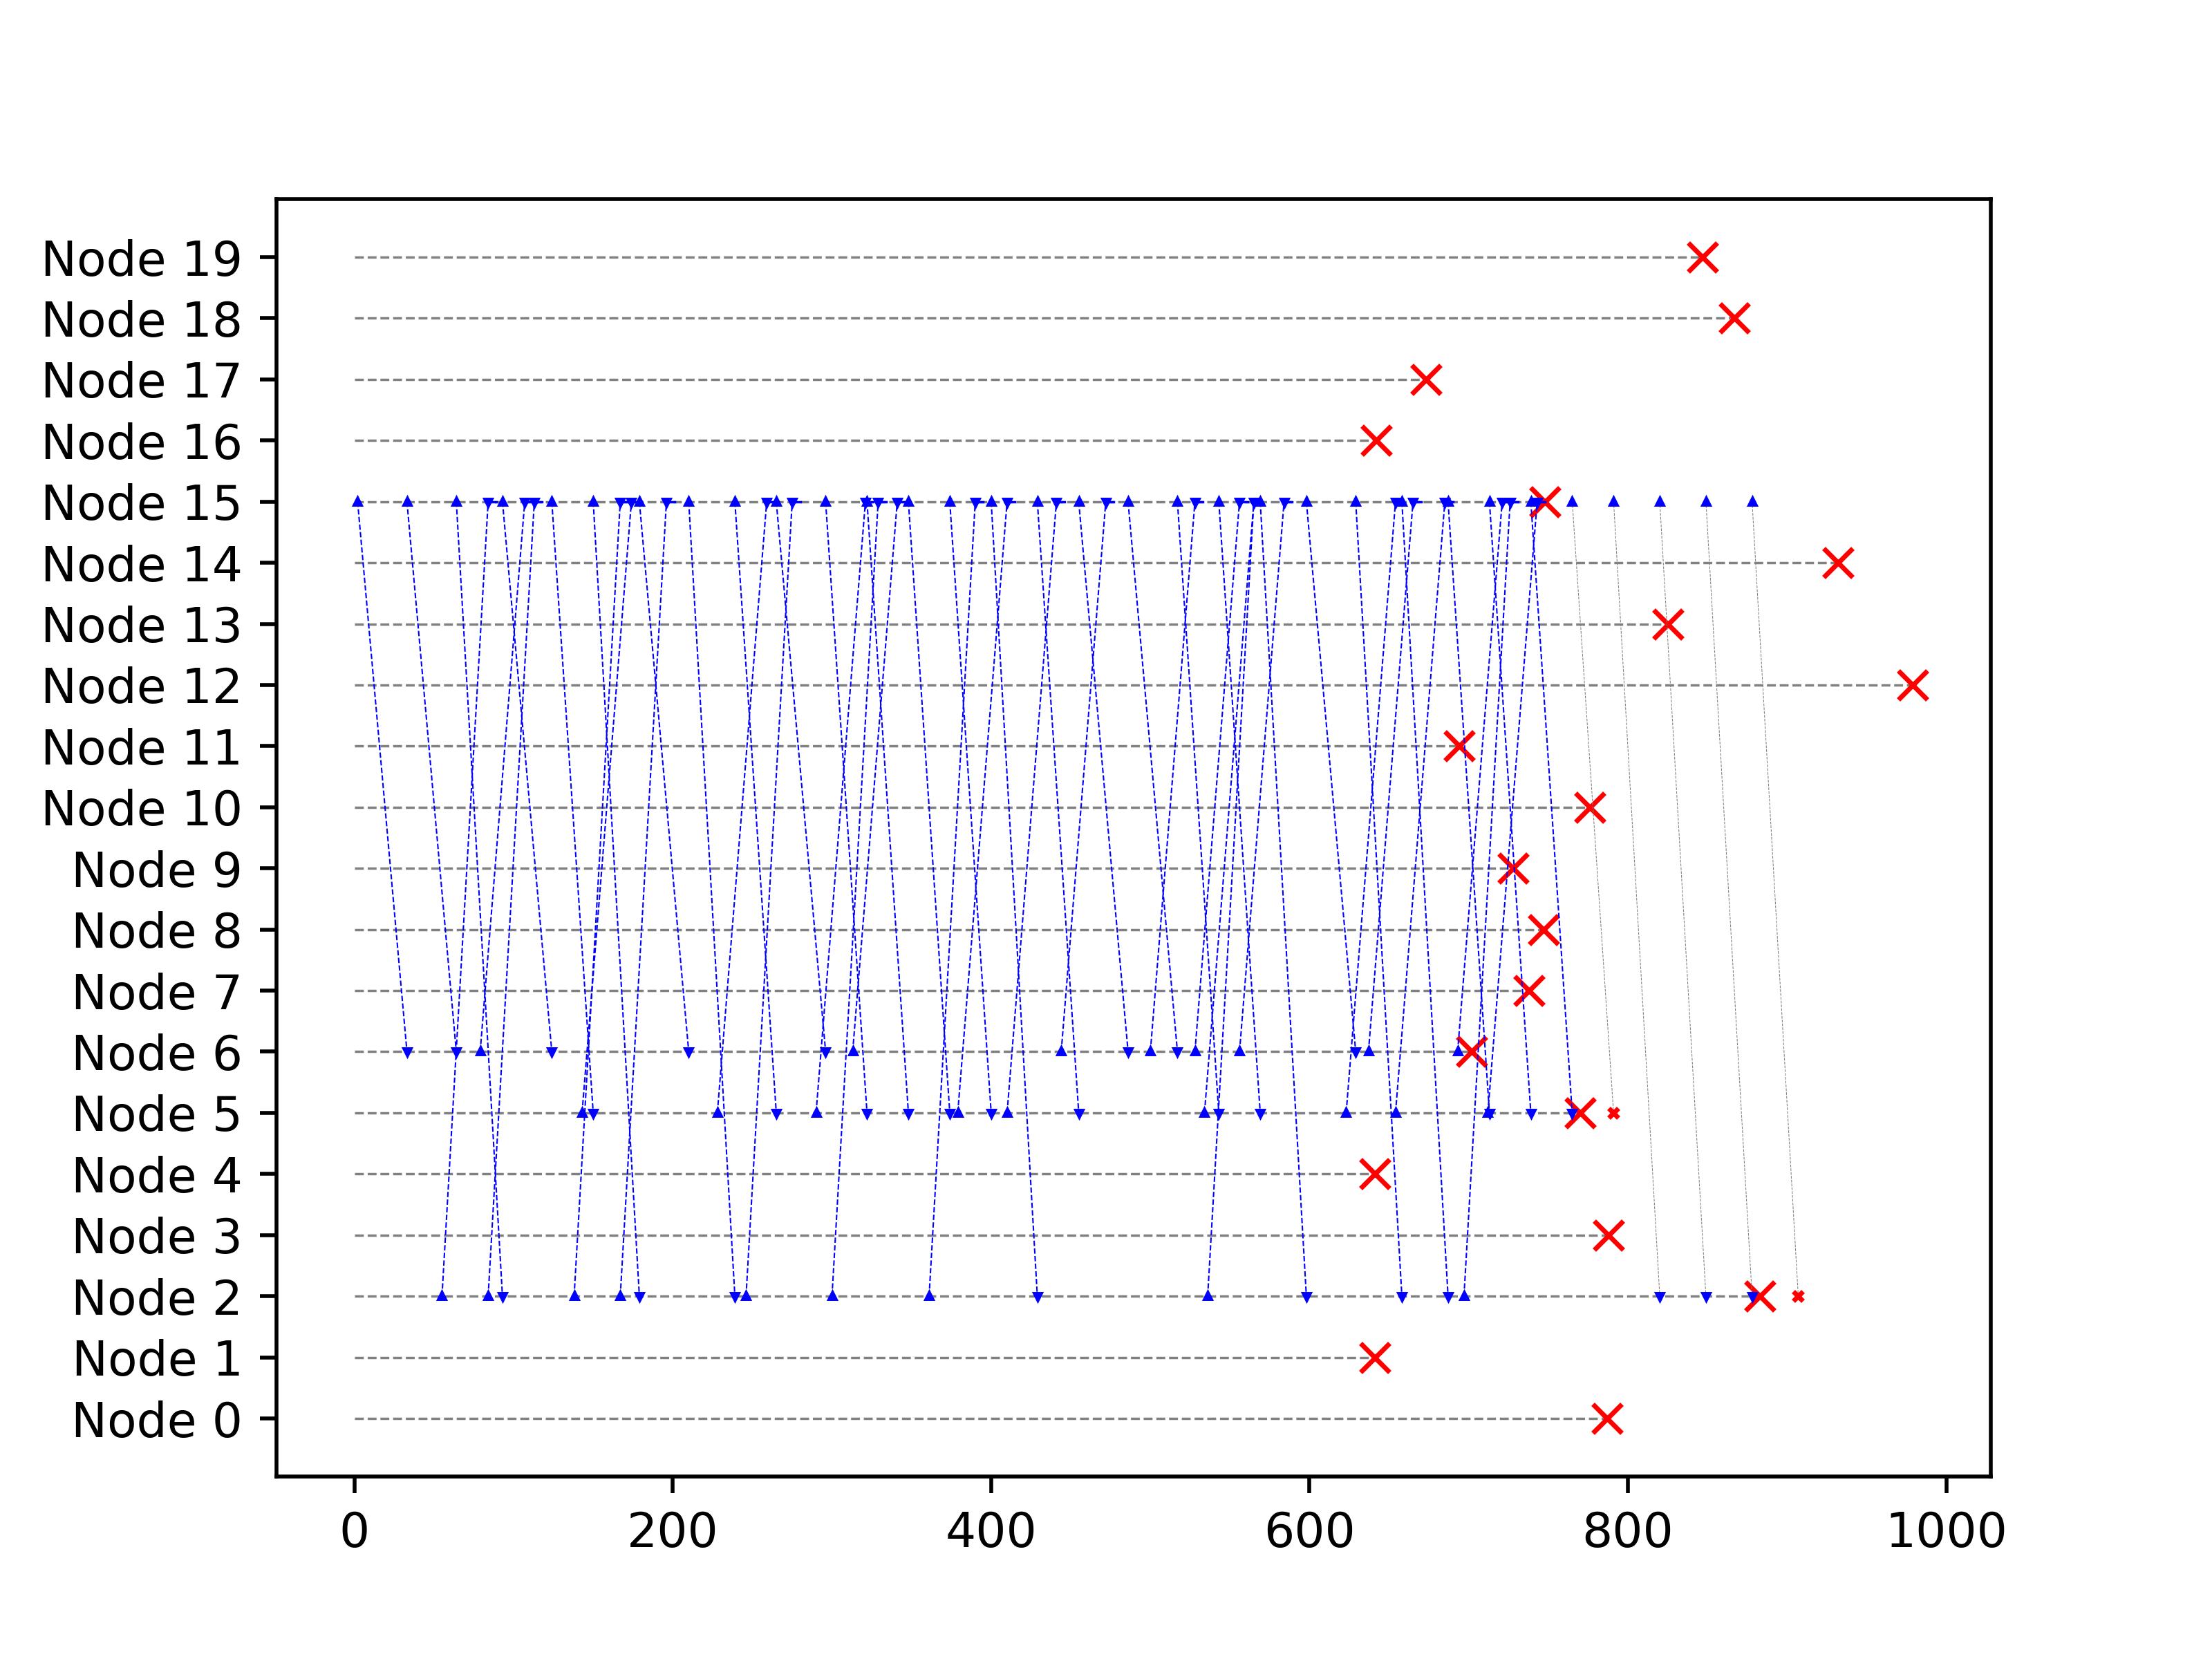 Node 19
Node 18
Node 17
Node 16
Node 15
Node 14
Node 13
Node 12
Node 11
Node 10
Node 9
Node 8
Node 7
Node 6
Node 5
Node 4
Node 3
Node 2
Node 1
Node 0
0 200 400 600 800 1000